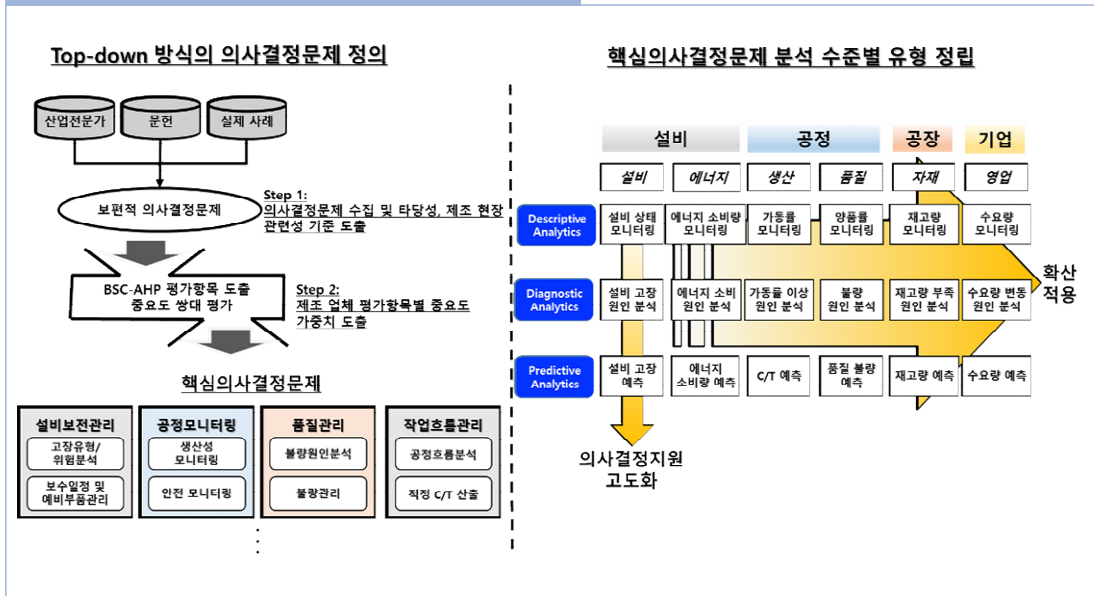 Top-down 방식의 의사결정문제 정의
산업전문가
문헌
실제 사례
보편적 의사결정문제
Step 1:
의사결정문제 수집 및 타당성, 제조 현장
관련성 기준 도출
BSC-AHP 평가항목 도출
중요도 쌍대 평가
Step 2:
제조 업체 평가항목별 중요도
가중치 도출
핵심의사결정문제
설비보전관리
고장유형/
위험분석
보수일정 및
예비부품관리
공정모니터링
생산성
모니터링
안전 모니터링
품질관리
불량원인분석
불량관리
작업흐름관리
공정흐름분석
적정 C/T 산출
핵심의사결정문제 분석 수준별 유형 정립
설비
공정
공장
기업
설비
에너지
생산
품질
자재
영업
Descriptive
Analytics
설비 상태
모니터링
에너지 소비량
모니터링
가동률
모니터링
양품률
모니터링
재고량
모니터링
수요량
모니터링
Diagnostic
Analytics
설비 고장
원인 분석
에너지 소비
원인 분석
가동률 이상
원인 분석
불량
원인 분석
재고량 부족
원인 분석
수요량 변동
원인 분석
Predictive
Analytics
설비 고장
예측
에너지
소비량 예측
C/T 예측
품질 불량
예측
재고량 예측
수요량 예측
확산
적용
의사결정지원
고도화